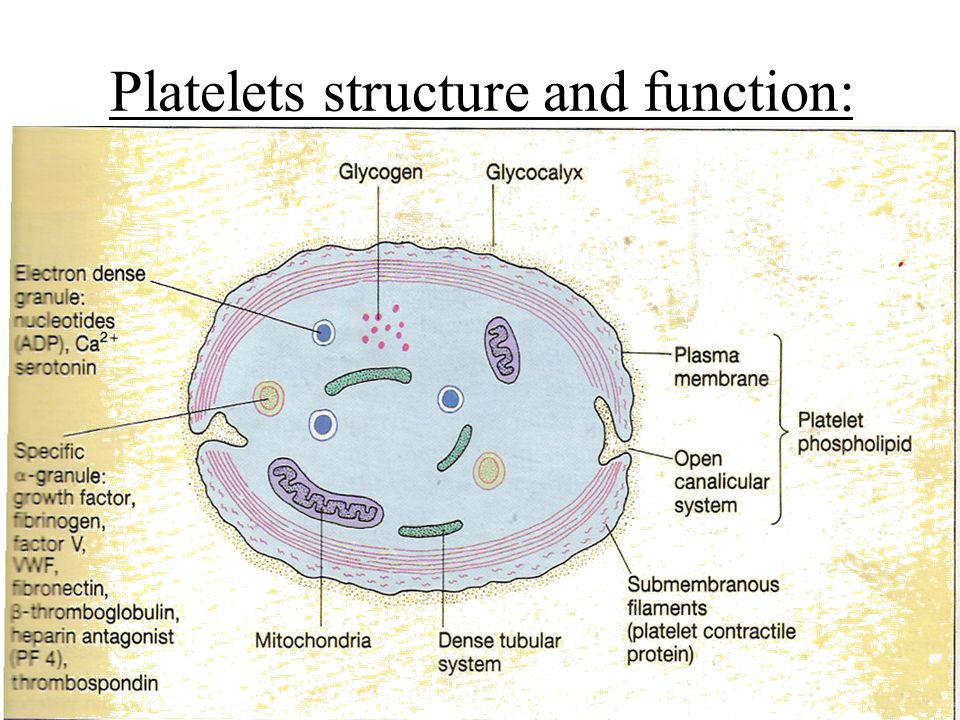 Platelets structure and function:
Glycogen
Glycocalyx
Electron dense
granule:
nucleotides
(ADP), Ca2+
serotonin
Specific
α-granule:
growth factor,
fibrinogen,
factor V,
VWF,
fibronectin,
β-thromboglobulin,
heparin antagonist
(PF 4),
thrombospondin
Mitochondria
Dense tubular
system
Plasma
membrane
Open
canalicular
system
Platelet
phospholipid
Submembranous
filaments
(platelet contractile
protein)